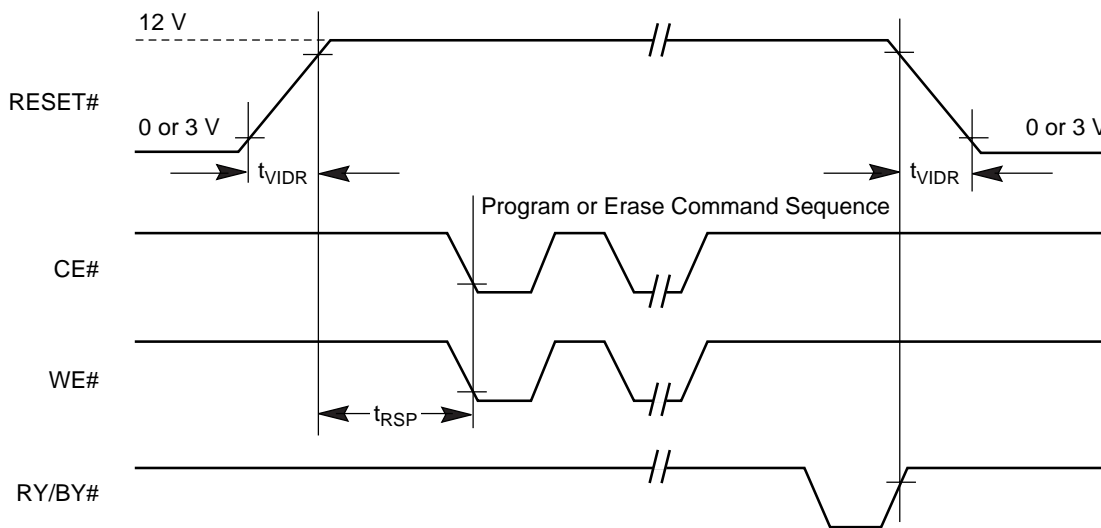 12 V
RESET#
0 or 3 V
0 or 3 V
tVIDR
tVIDR
Program or Erase Command Sequence
CE#
WE#
tRSP
RY/BY#